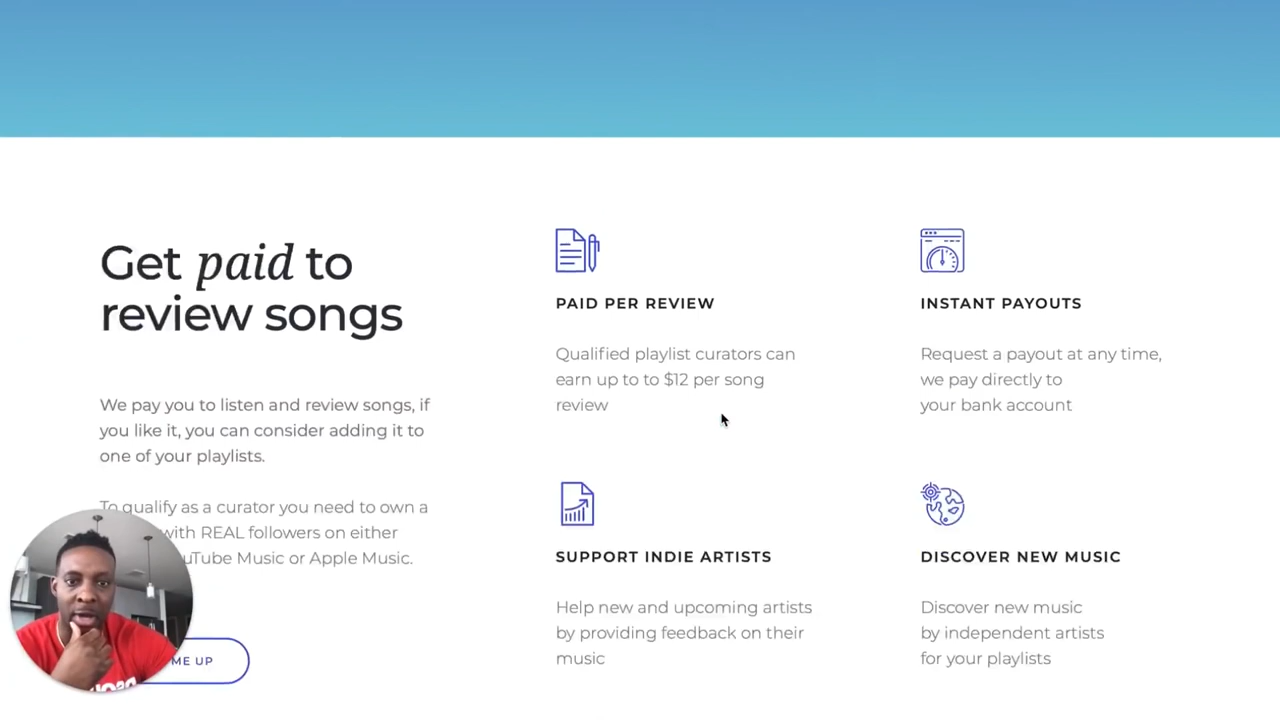 Get paid to
review songs
We pay you to listen and review songs, if
you like it, you can consider adding it to
one of your playlists.
To qualify as a curator you need to own a
with REAL followers on either
uTube Music or Apple Music.
ME UP
PAID PER REVIEW
Qualified playlist curators can
earn up to to $12 per song
review
INSTANT PAYOUTS
Request a payout at any time,
we pay directly to
your bank account
SUPPORT INDIE ARTISTS
Help new and upcoming artists
by providing feedback on their
music
DISCOVER NEW MUSIC
Discover new music
by independent artists
for your playlists